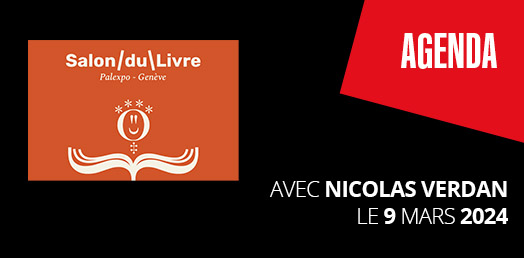 Salon/du\Livre
Palexpo - Genève
AGENDA
AVEC NICOLAS VERDAN
LE 9 MARS 2024